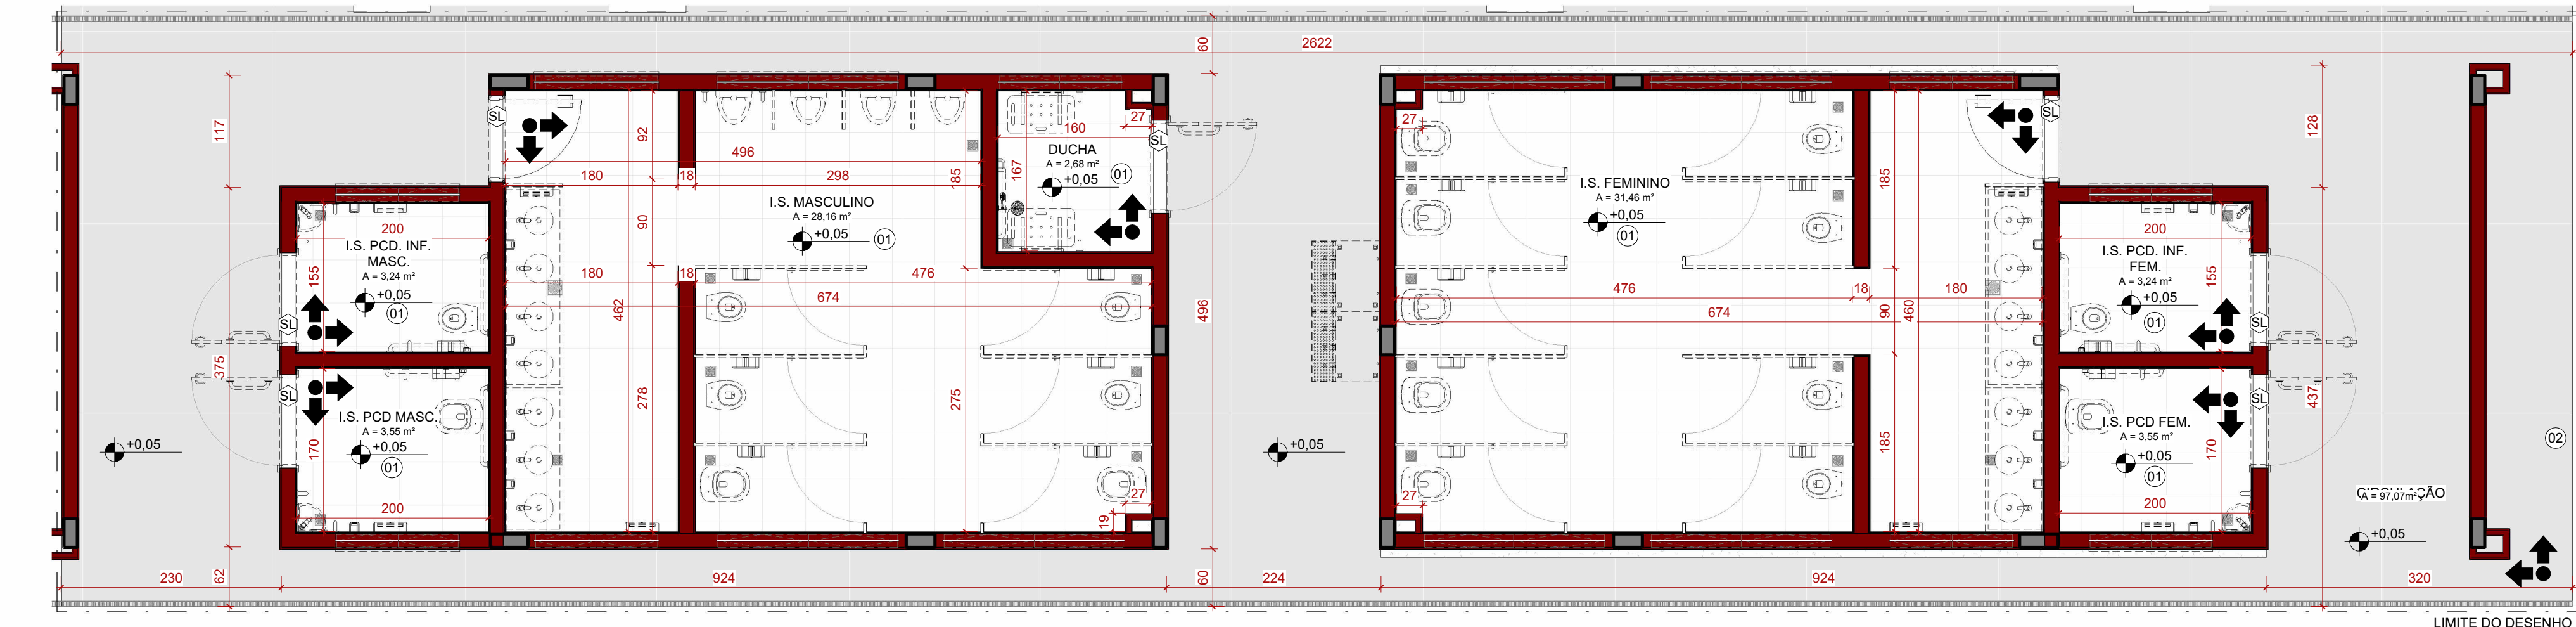 2622
60
117
SL
92
496
180
18
298
185
I.S. MASCULINO
A = 28,16 m²
+0,05
01
27
160
DUCHA
A = 2,68 m²
+0,05
01
167
SL
90
180
18
476
674
462
278
275
27
19
200
I.S. PCD. INF.
MASC.
A = 3,24 m²
+0,05
01
155
SL
375
SL
I.S. PCD MASC.
A = 3,55 m²
+0,05
01
170
200
+0,05
62
230
924
496
+0,05
60
224
27
I.S. FEMININO
A = 31,46 m²
+0,05
01
185
SL
476
18
180
674
90
460
185
27
200
I.S. PCD. INF.
FEM.
A = 3,24 m²
+0,05
01
155
SL
SL
I.S. PCD FEM.
A = 3,55 m²
+0,05
01
170
200
128
437
02
CIRCULAÇÃO
A = 97,07m²
+0,05
924
320
LIMITE DO DESENHO